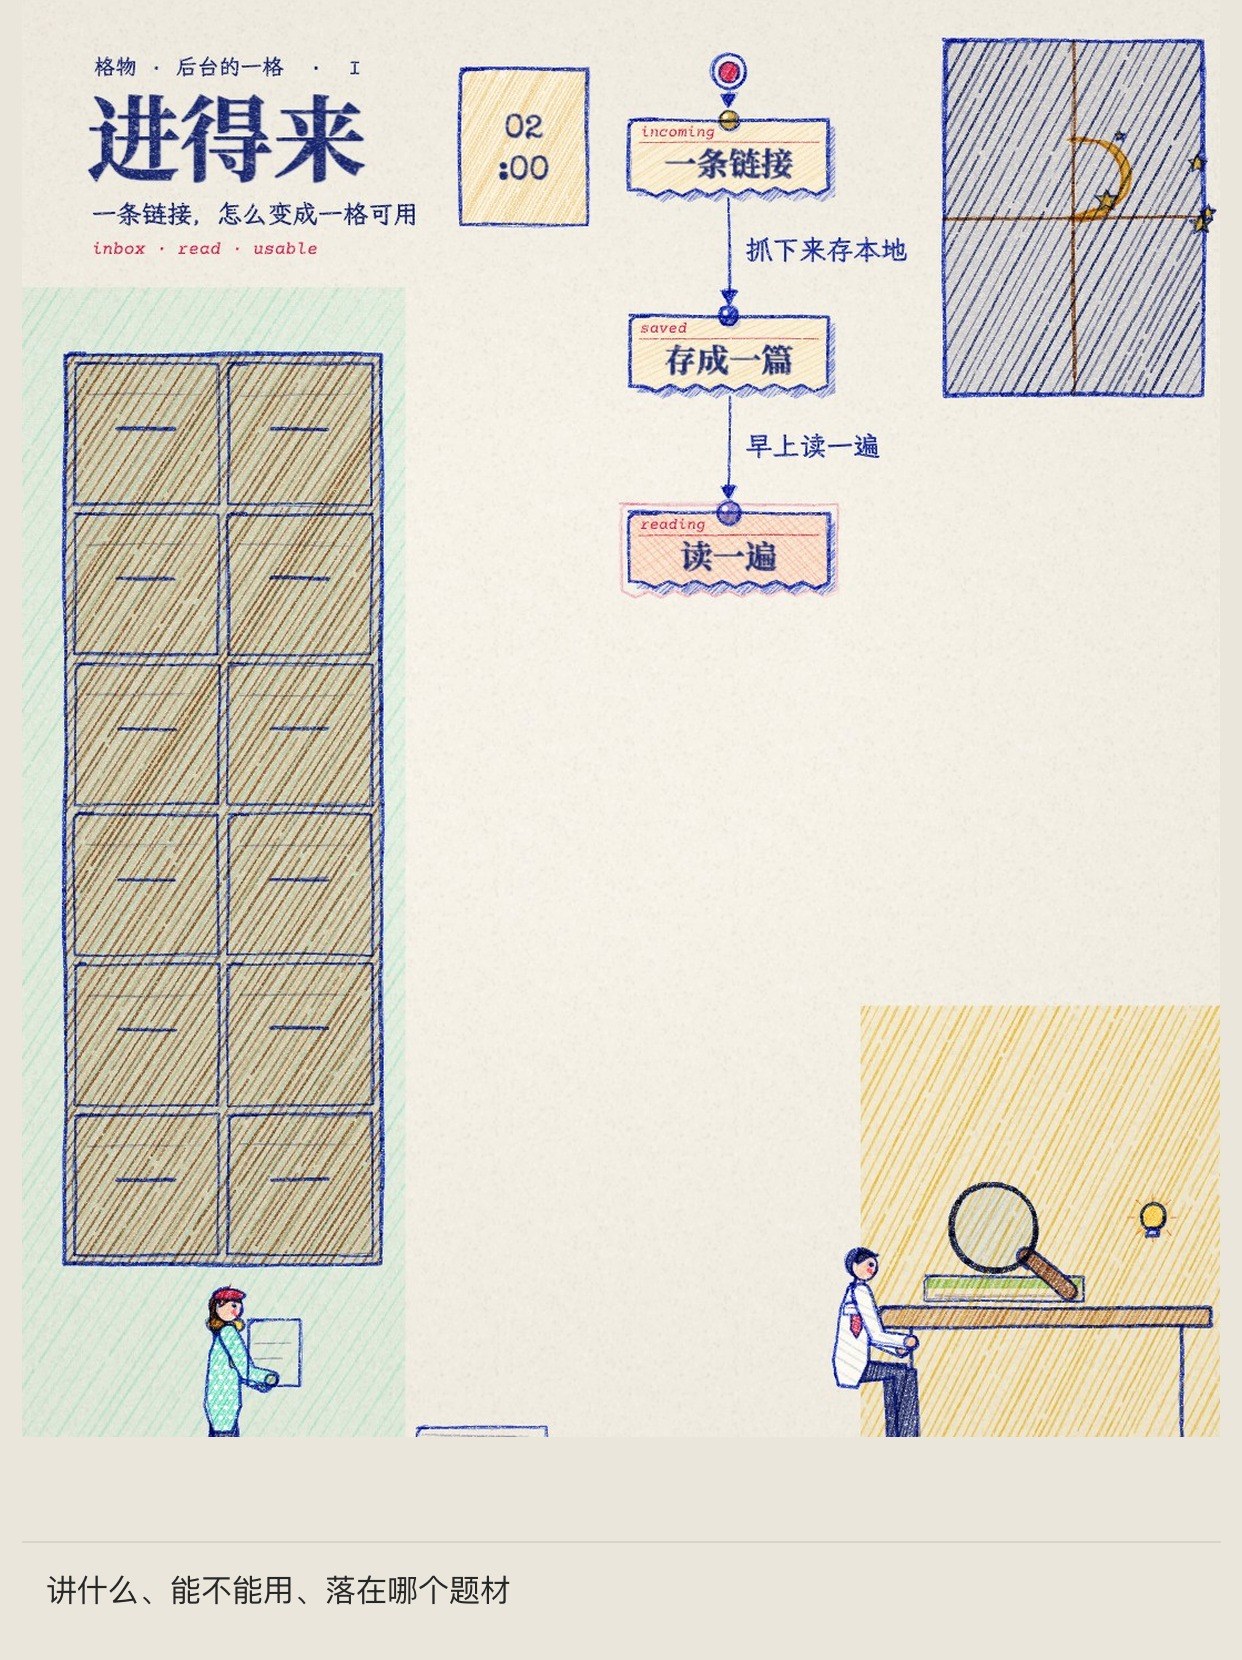 格物 · 后台的一格 · I
进得来
一条链接，怎么变成一格可用
inbox · read · usable
02
:00
incoming
一条链接
抓下来存本地
saved
存成一篇
早上读一遍
reading
读一遍
讲什么、能不能用、落在哪个题材